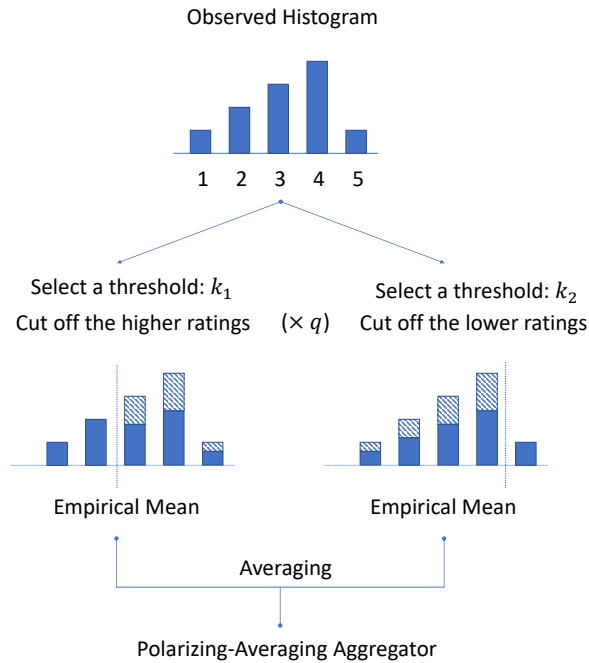 Observed Histogram
1 2 3 4 5
Select a threshold: k₁
Cut off the higher ratings
(× q)
Select a threshold: k₂
Cut off the lower ratings
Empirical Mean
Empirical Mean
Averaging
Polarizing-Averaging Aggregator